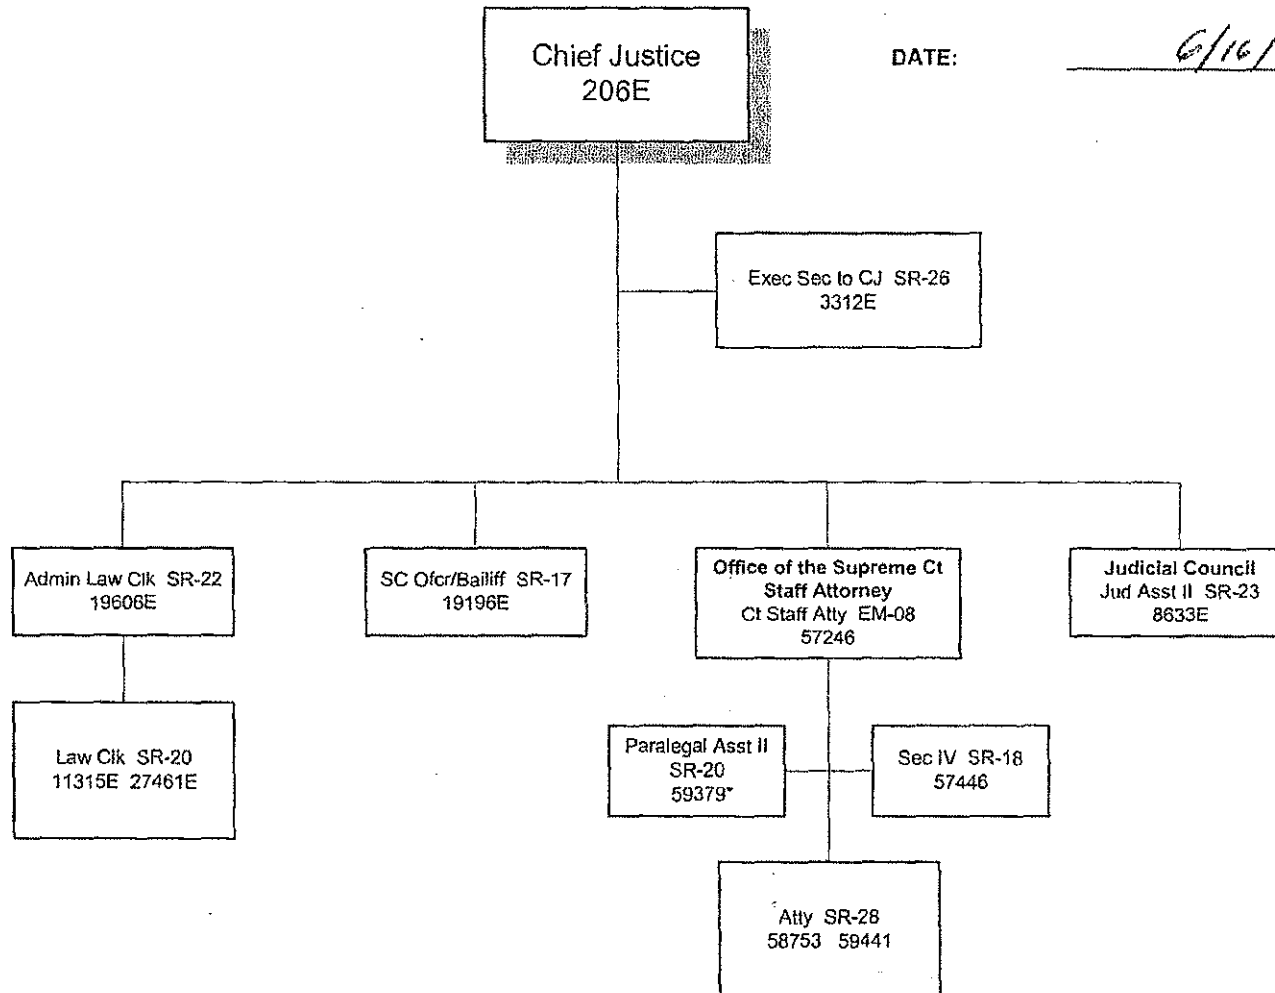 Chief Justice
206E
DATE:
6/16/
Exec Sec to CJ SR-26
3312E
Admin Law Clk SR-22
19606E
SC Ofcr/Bailiff SR-17
19196E
Office of the Supreme Ct
Staff Attorney
Ct Staff Atty EM-08
57246
Judicial Council
Jud Asst II SR-23
8633E
Law Clk SR-20
11315E 27461E
Paralegal Asst II
SR-20
59379*
Sec IV SR-18
57446
Atty SR-28
58753 59441